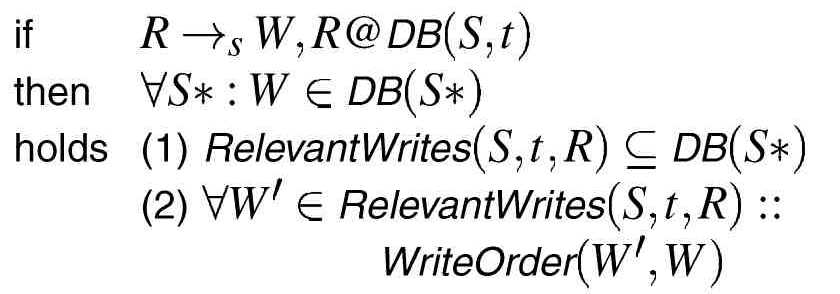 if R →s W, R@DB(S,t)
then ∀S∗ : W ∈ DB(S∗)
holds (1) RelevantWrites(S,t,R) ⊆ DB(S∗)
(2) ∀W′ ∈ RelevantWrites(S,t,R) ::
WriteOrder(W′,W)